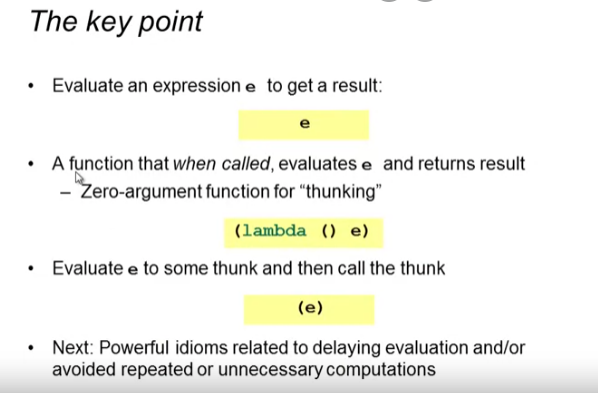 The key point
• Evaluate an expression e to get a result:
e
• A function that when called, evaluates e and returns result
– Zero-argument function for “thunking”
(lambda () e)
• Evaluate e to some thunk and then call the thunk
(e)
• Next: Powerful idioms related to delaying evaluation and/or
avoided repeated or unnecessary computations